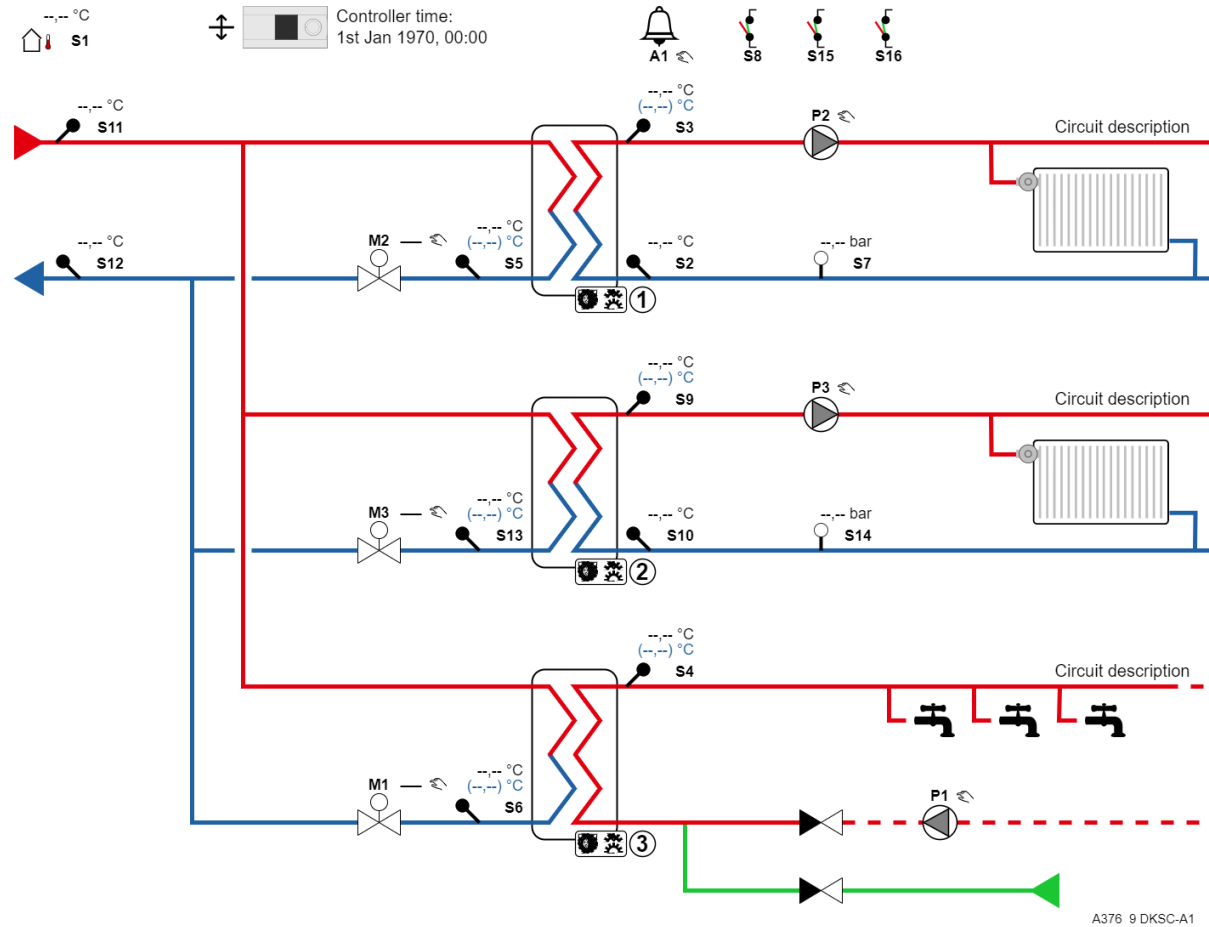 --,-- °C
S1
Controller time:
1st Jan 1970, 00:00
A1
S8
S15
S16
--,-- °C
S11
--,-- °C
(--,--) °C
S3
P2
Circuit description
--,-- °C
S12
M2 —
--,-- °C
(--,--) °C
S5
--,-- °C
S2
--,-- bar
S7
1
--,-- °C
(--,--) °C
S9
P3
Circuit description
M3 —
--,-- °C
(--,--) °C
S13
--,-- °C
S10
--,-- bar
S14
2
--,-- °C
(--,--) °C
S4
Circuit description
M1 —
--,-- °C
(--,--) °C
S6
P1
3
A376_9 DKSC-A1